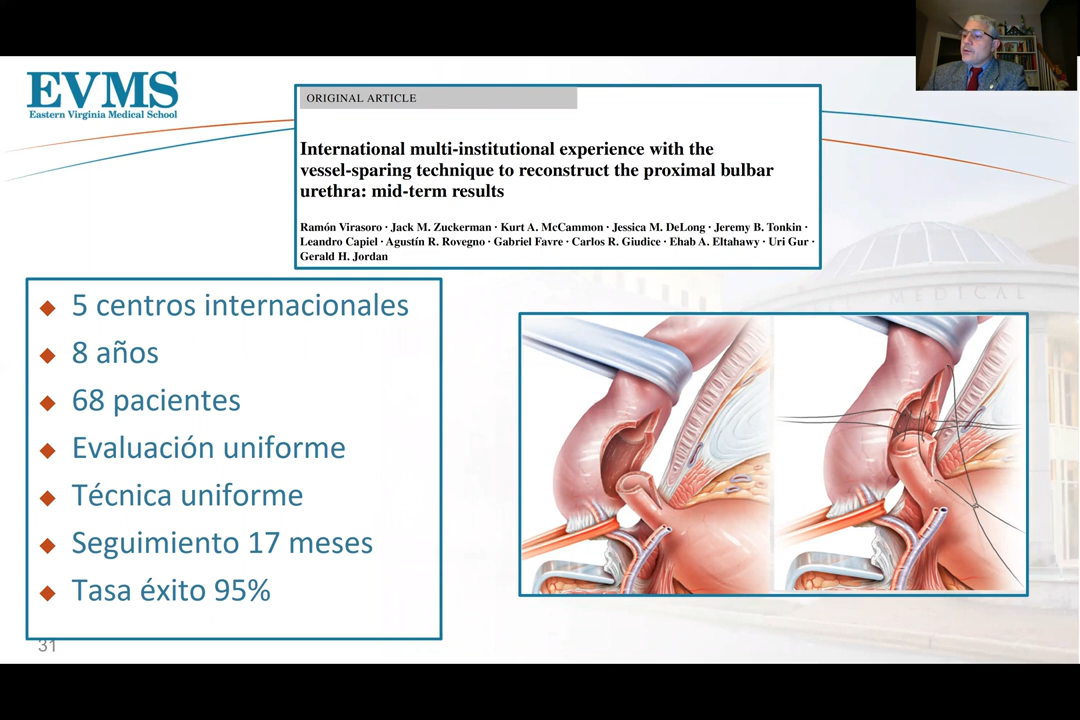 EVMS
Eastern Virginia Medical School
ORIGINAL ARTICLE
International multi-institutional experience with the
vessel-sparing technique to reconstruct the proximal bulbar
urethra: mid-term results
Ramón Virasoro · Jack M. Zuckerman · Kurt A. McCammon · Jessica M. DeLong · Jeremy B. Tonkin ·
Leandro Capiel · Agustín R. Rovegno · Gabriel Favre · Carlos R. Giudice · Ehab A. Eltahawy · Uri Gur ·
Gerald H. Jordan
MEDICAL
5 centros internacionales
8 años
68 pacientes
Evaluación uniforme
Técnica uniforme
Seguimiento 17 meses
Tasa éxito 95%
31